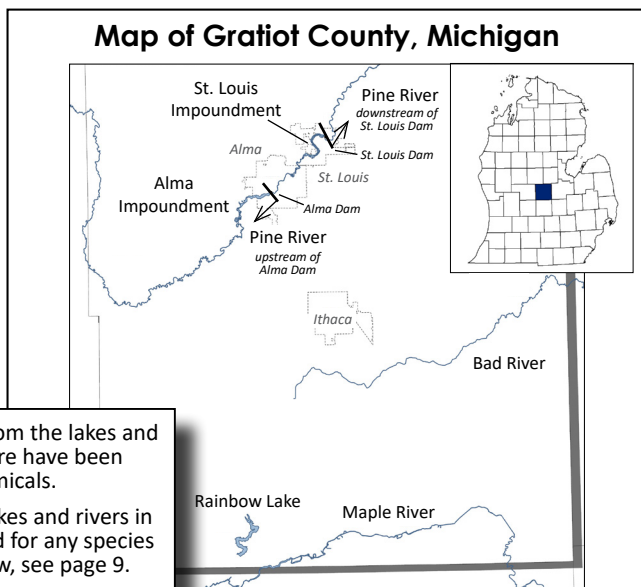 Map of Gratiot County, Michigan
St. Louis
Impoundment
Pine River
downstream of
St. Louis Dam
St. Louis Dam
Alma
St. Louis
Alma
Impoundment
Alma Dam
Pine River
upstream of
Alma Dam
Ithaca
Bad River
om the lakes and
re have been
micals.
kes and rivers in
d for any species
w, see page 9.
Rainbow Lake
Maple River